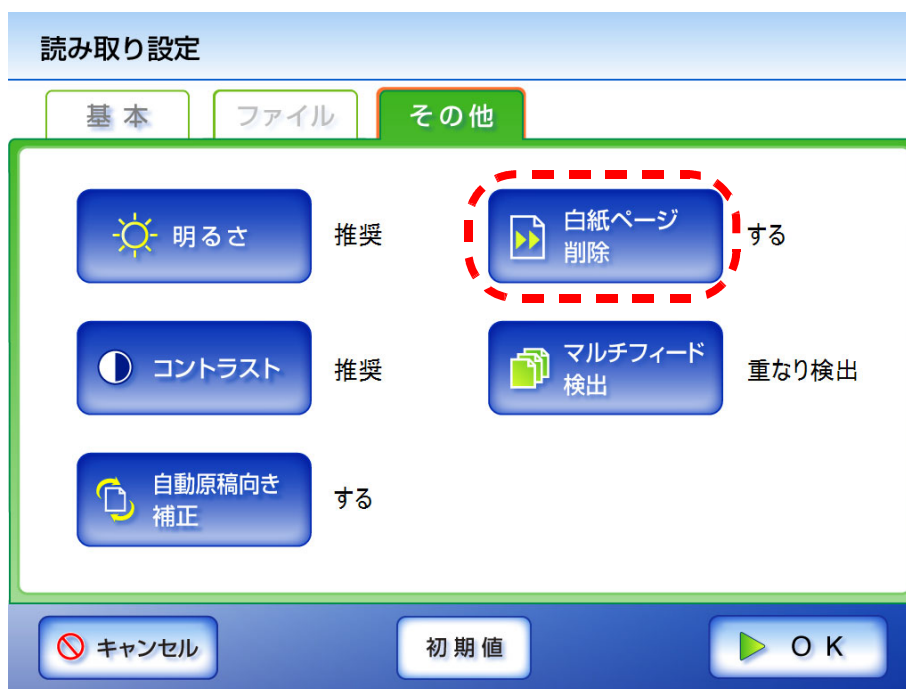 読み取り設定
基本
ファイル
その他
明るさ
推奨
白紙ページ
削除
する
コントラスト
推奨
マルチフィード
検出
重なり検出
自動原稿向き
補正
する
キャンセル
初期値
OK